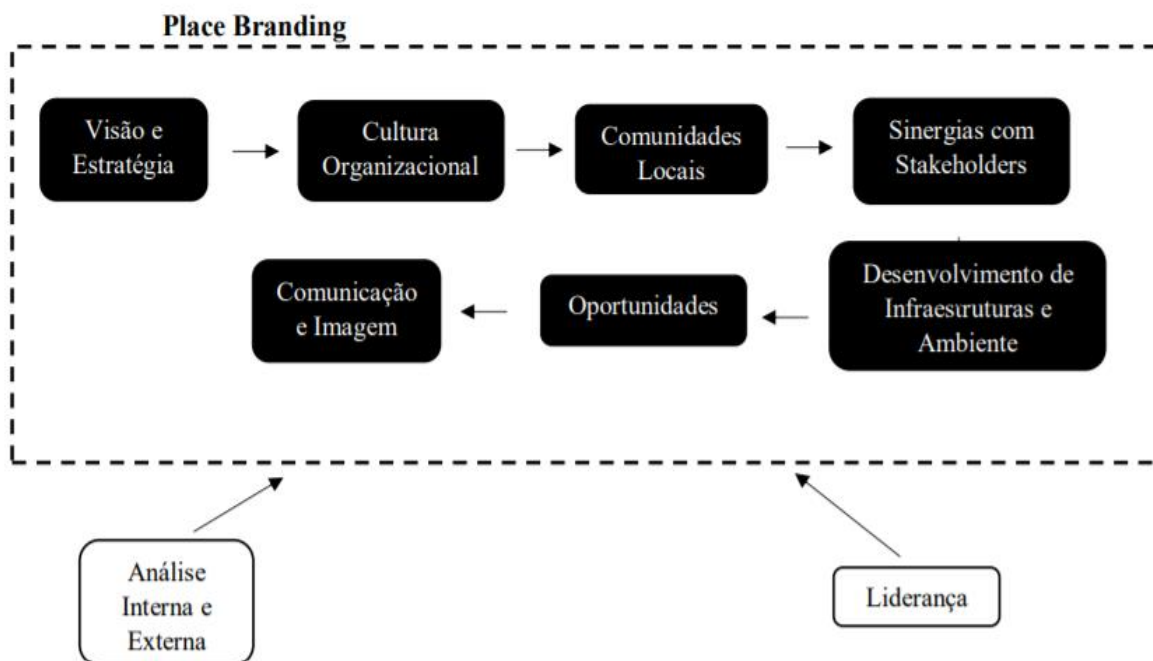 Place Branding
Visão e
Estratégia
Cultura
Organizacional
Comunidades
Locais
Sinergias com
Stakeholders
Desenvolvimento de
Infraestruturas e
Ambiente
Oportunidades
Comunicação
e Imagem
Análise
Interna e
Externa
Liderança